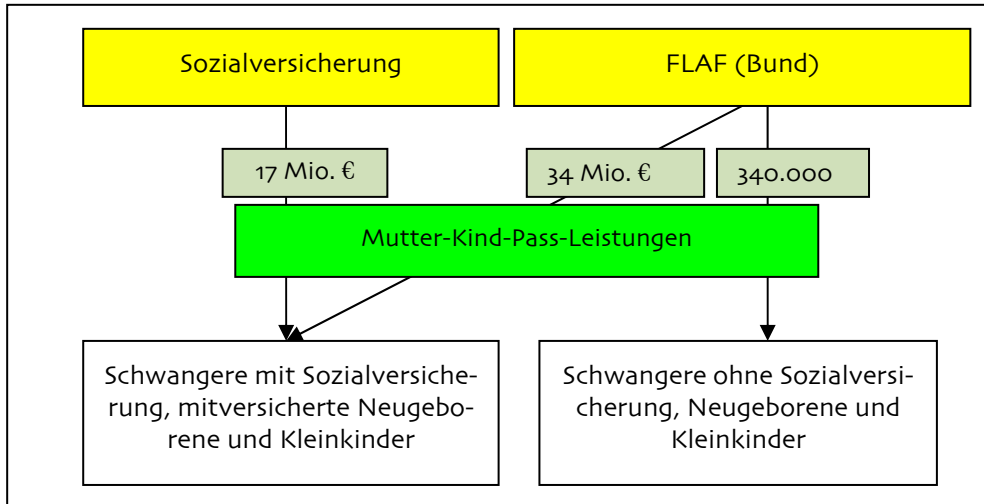 Sozialversicherung
FLAF (Bund)
17 Mio. €
34 Mio. €
340.000
Mutter-Kind-Pass-Leistungen
Schwangere mit Sozialversiche-
rung, mitversicherte Neugebo-
rene und Kleinkinder
Schwangere ohne Sozialversi-
cherung, Neugeborene und
Kleinkinder